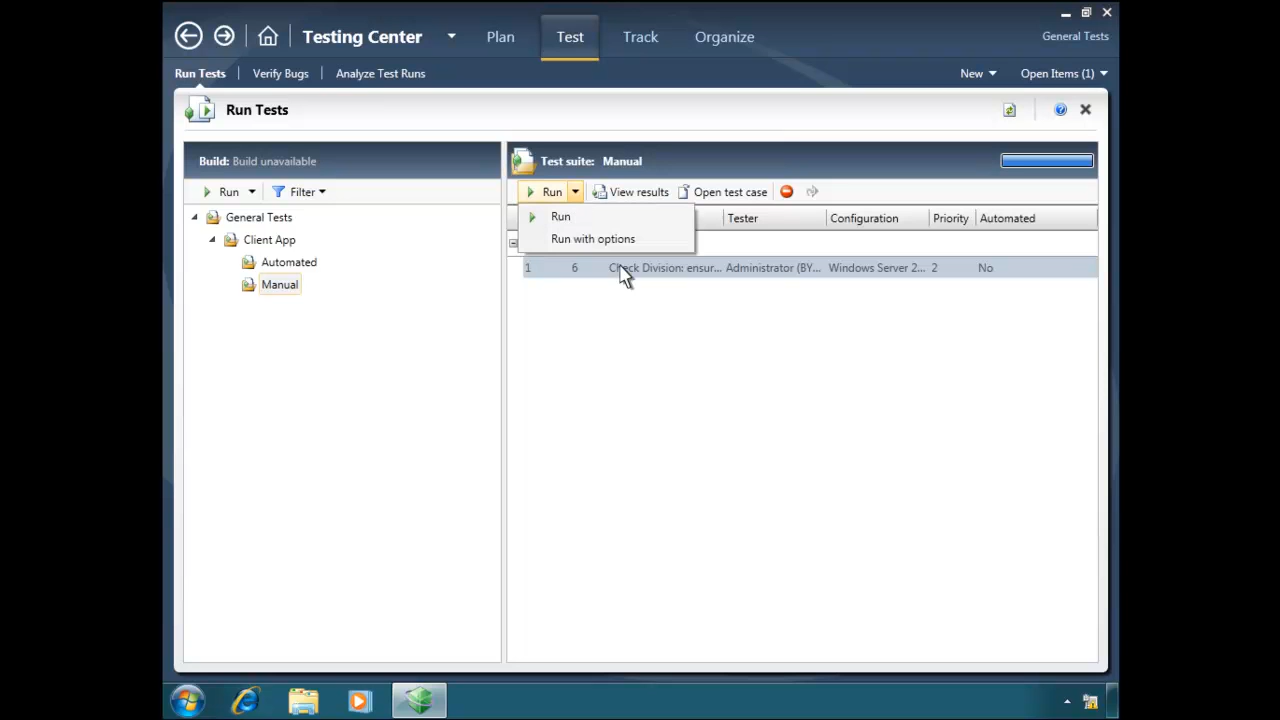 Testing Center Plan Test Track Organize General Tests
Run Tests Verify Bugs Analyze Test Runs New Open Items (1)
Run Tests
Build: Build unavailable
Run Filter
General Tests
Client App
Automated
Manual
Test suite: Manual
Run View results Open test case
Run
Run with options
Tester Configuration Priority Automated
1 6 Check Division: ensur... Administrator (BY... Windows Server 2... 2 No